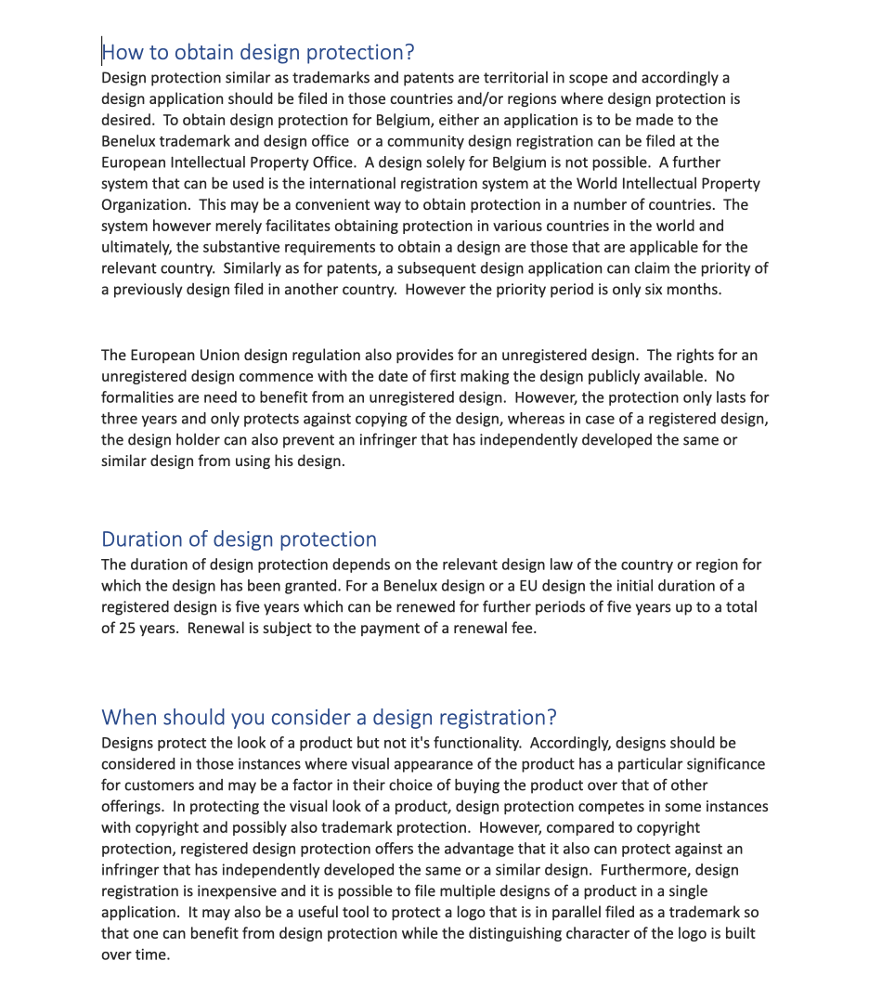 How to obtain design protection?
Design protection similar as trademarks and patents are territorial in scope and accordingly a
design application should be filed in those countries and/or regions where design protection is
desired.  To obtain design protection for Belgium, either an application is to be made to the
Benelux trademark and design office  or a community design registration can be filed at the
European Intellectual Property Office.  A design solely for Belgium is not possible.  A further
system that can be used is the international registration system at the World Intellectual Property
Organization.  This may be a convenient way to obtain protection in a number of countries.  The
system however merely facilitates obtaining protection in various countries in the world and
ultimately, the substantive requirements to obtain a design are those that are applicable for the
relevant country.  Similarly as for patents, a subsequent design application can claim the priority of
a previously design filed in another country.  However the priority period is only six months.
The European Union design regulation also provides for an unregistered design.  The rights for an
unregistered design commence with the date of first making the design publicly available.  No
formalities are need to benefit from an unregistered design.  However, the protection only lasts for
three years and only protects against copying of the design, whereas in case of a registered design,
the design holder can also prevent an infringer that has independently developed the same or
similar design from using his design.
Duration of design protection
The duration of design protection depends on the relevant design law of the country or region for
which the design has been granted. For a Benelux design or a EU design the initial duration of a
registered design is five years which can be renewed for further periods of five years up to a total
of 25 years.  Renewal is subject to the payment of a renewal fee.
When should you consider a design registration?
Designs protect the look of a product but not it's functionality.  Accordingly, designs should be
considered in those instances where visual appearance of the product has a particular significance
for customers and may be a factor in their choice of buying the product over that of other
offerings.  In protecting the visual look of a product, design protection competes in some instances
with copyright and possibly also trademark protection.  However, compared to copyright
protection, registered design protection offers the advantage that it also can protect against an
infringer that has independently developed the same or a similar design.  Furthermore, design
registration is inexpensive and it is possible to file multiple designs of a product in a single
application.  It may also be a useful tool to protect a logo that is in parallel filed as a trademark so
that one can benefit from design protection while the distinguishing character of the logo is built
over time.